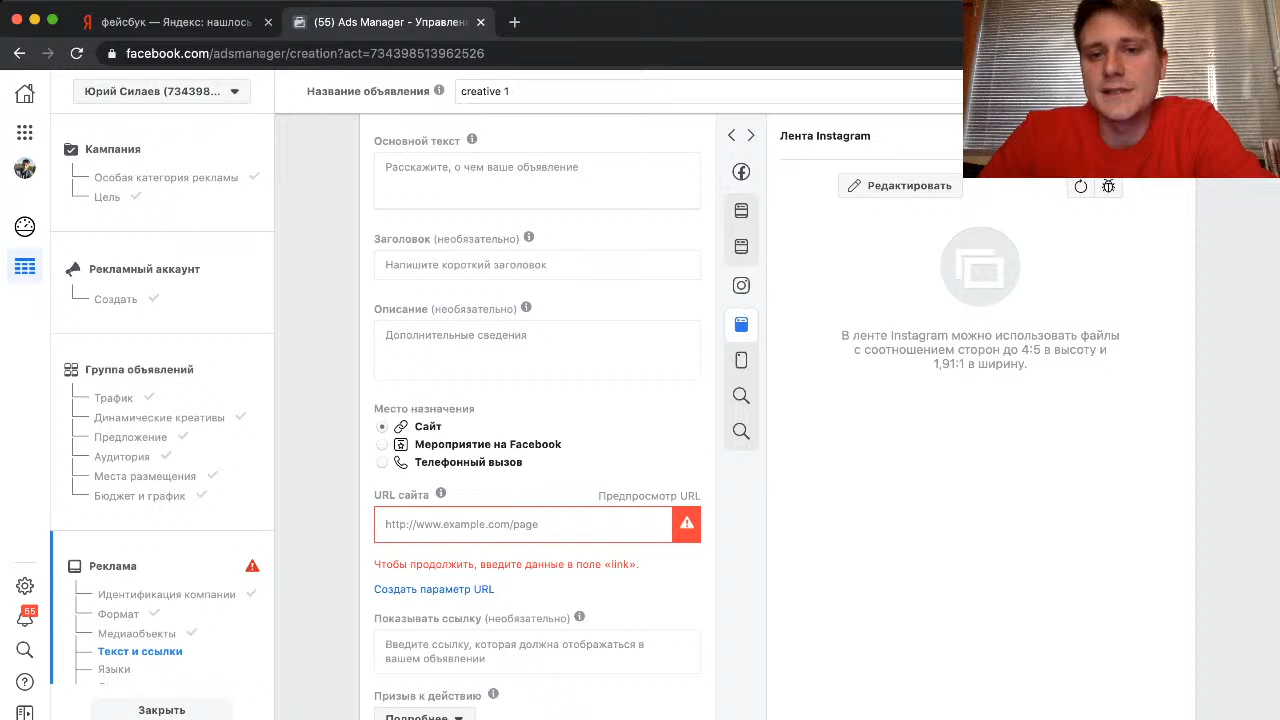 фейсбук — Яндекс: нашлось
(55) Ads Manager - Управлен
facebook.com/adsmanager/creation?act=734398513962526
Юрий Силаев (734398...
Название объявления
creative -
Кампания
Особая категория рекламы
Цель
Рекламный аккаунт
Создать
Группа объявлений
Трафик
Динамические креативы
Предложение
Аудитория
Места размещения
Бюджет и график
Реклама
Идентификация компании
Формат
Медиаобъекты
Текст и ссылки
Языки
Закрыть
55
Основной текст
Расскажите, о чем ваше объявление
Заголовок (необязательно)
Напишите короткий заголовок
Описание (необязательно)
Дополнительные сведения
Место назначения
Сайт
Мероприятие на Facebook
Телефонный вызов
URL сайта
Предпросмотр URL
http://www.example.com/page
Чтобы продолжить, введите данные в поле «link».
Создать параметр URL
Показывать ссылку (необязательно)
Введите ссылку, которая должна отображаться в
вашем объявлении
Призыв к действию
Подробнее
Лента Instagram
Редактировать
В ленте Instagram можно использовать файлы
с соотношением сторон до 4:5 в высоту и
1,91:1 в ширину.